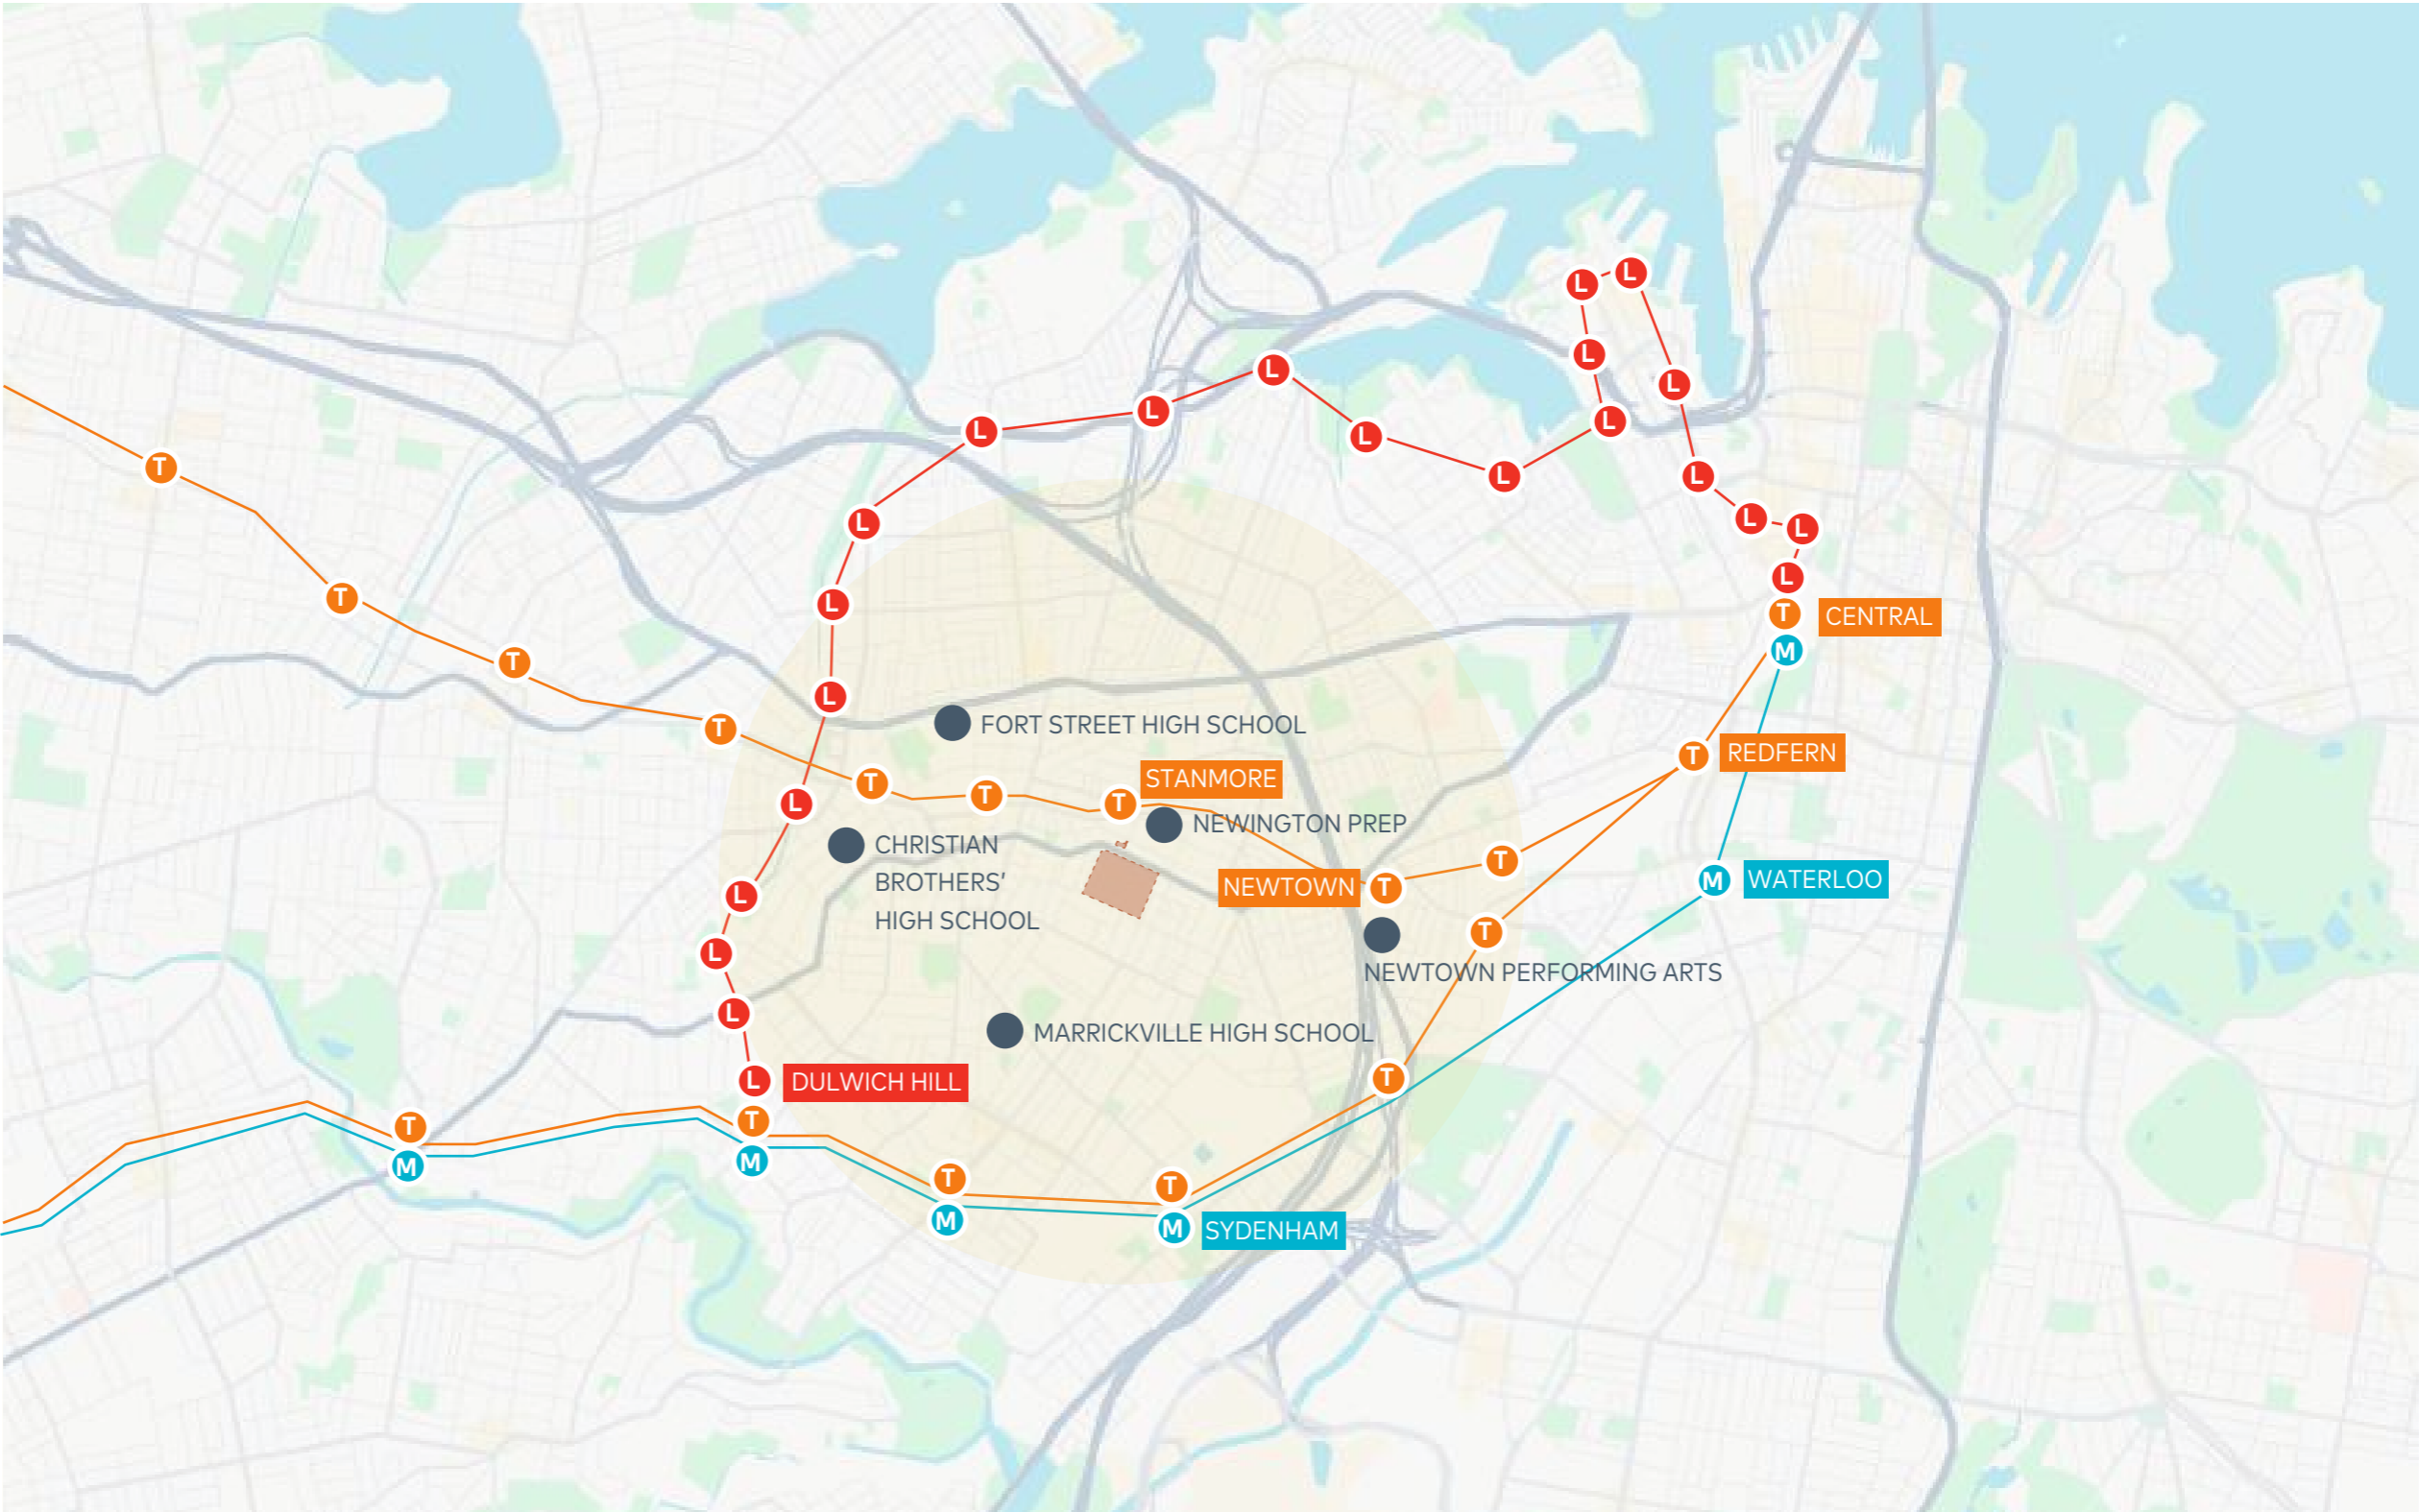 L
L
L
L
L
L
L
L
T
L
L
L
L
L
L
L
L
T
CENTRAL
T
L
M
T
L
FORT STREET HIGH SCHOOL
T
REDFERN
T
T
T
STANMORE
T
L
NEWINGTON PREP
CHRISTIAN
BROTHERS'
HIGH SCHOOL
T
M
WATERLOO
NEWTOWN
T
L
T
L
NEWTOWN PERFORMING ARTS
L
MARRICKVILLE HIGH SCHOOL
L
DULWICH HILL
T
T
T
M
M
T
T
M
M
SYDENHAM